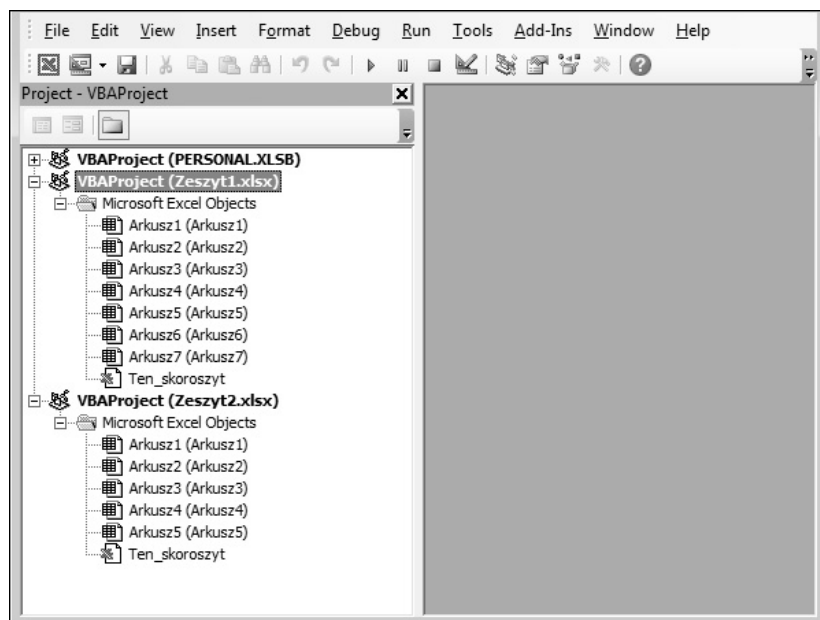 File Edit View Insert Format Debug Run Tools Add-Ins Window Help
Project - VBAProject
VBAProject (PERSONAL.XLSB)
VBAProject (Zeszyt1.xlsx)
Microsoft Excel Objects
Arkusz1 (Arkusz1)
Arkusz2 (Arkusz2)
Arkusz3 (Arkusz3)
Arkusz4 (Arkusz4)
Arkusz5 (Arkusz5)
Arkusz6 (Arkusz6)
Arkusz7 (Arkusz7)
Ten_skoroszyt
VBAProject (Zeszyt2.xlsx)
Microsoft Excel Objects
Arkusz1 (Arkusz1)
Arkusz2 (Arkusz2)
Arkusz3 (Arkusz3)
Arkusz4 (Arkusz4)
Arkusz5 (Arkusz5)
Ten_skoroszyt